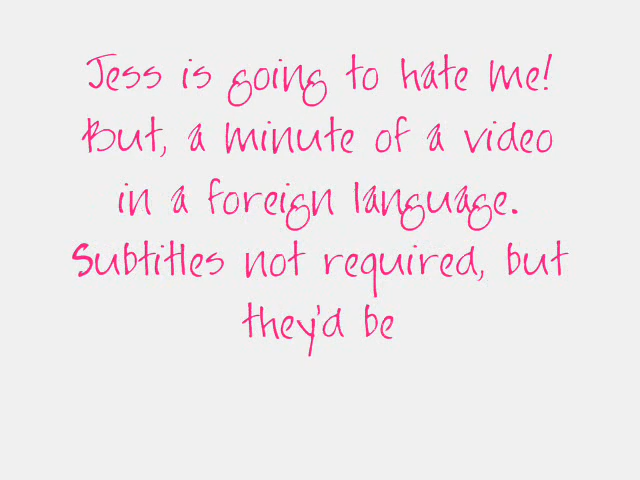 Jess is going to hate me!
But, a minute of a video
in a foreign language.
Subtitles not required, but
they'd be